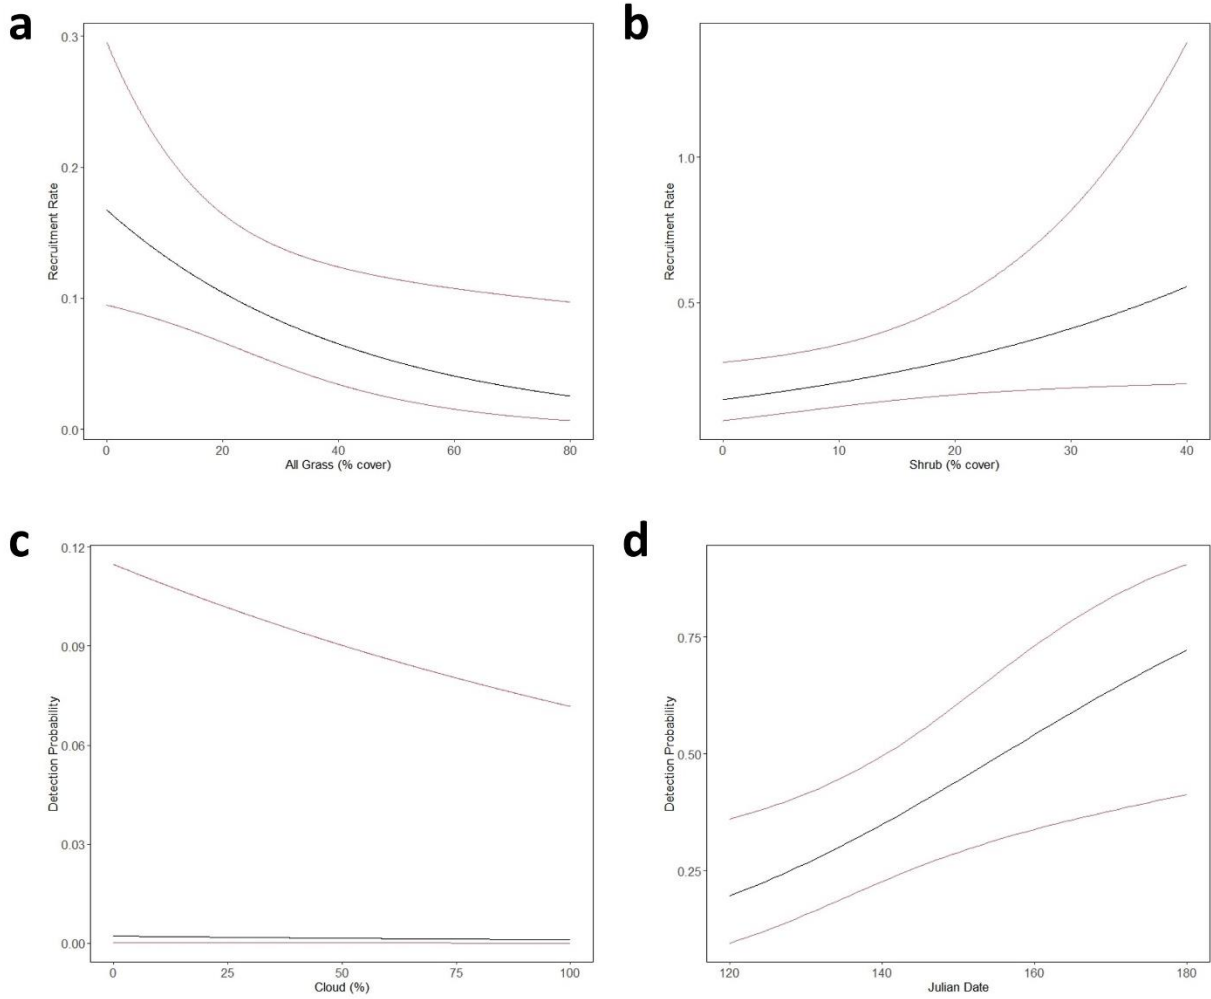 a
0.3
0.2
0.1
0.0
Recruitment Rate
0 20 40 60 80
All Grass (% cover)
b
1.0
0.5
Recruitment Rate
0 10 20 30 40
Shrub (% cover)
c
0.12
0.09
0.06
0.03
0.00
Detection Probability
0 25 50 75 100
Cloud (%)
d
0.75
0.50
0.25
Detection Probability
120 140 160 180
Julian Date